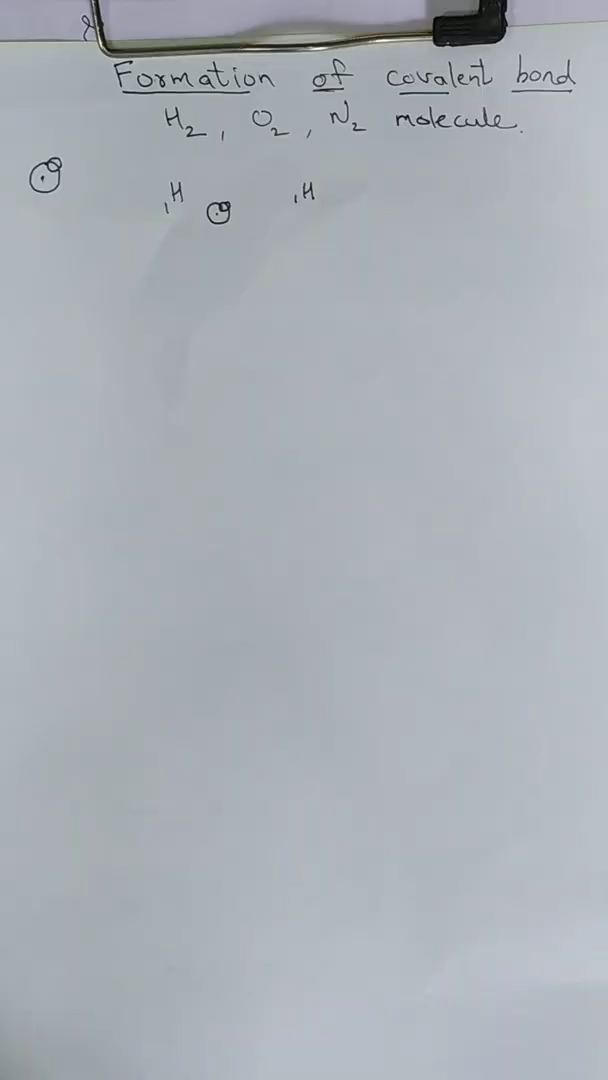 Formation of covalent bond
H₂, O₂, N₂ molecule.
₁H ₁H